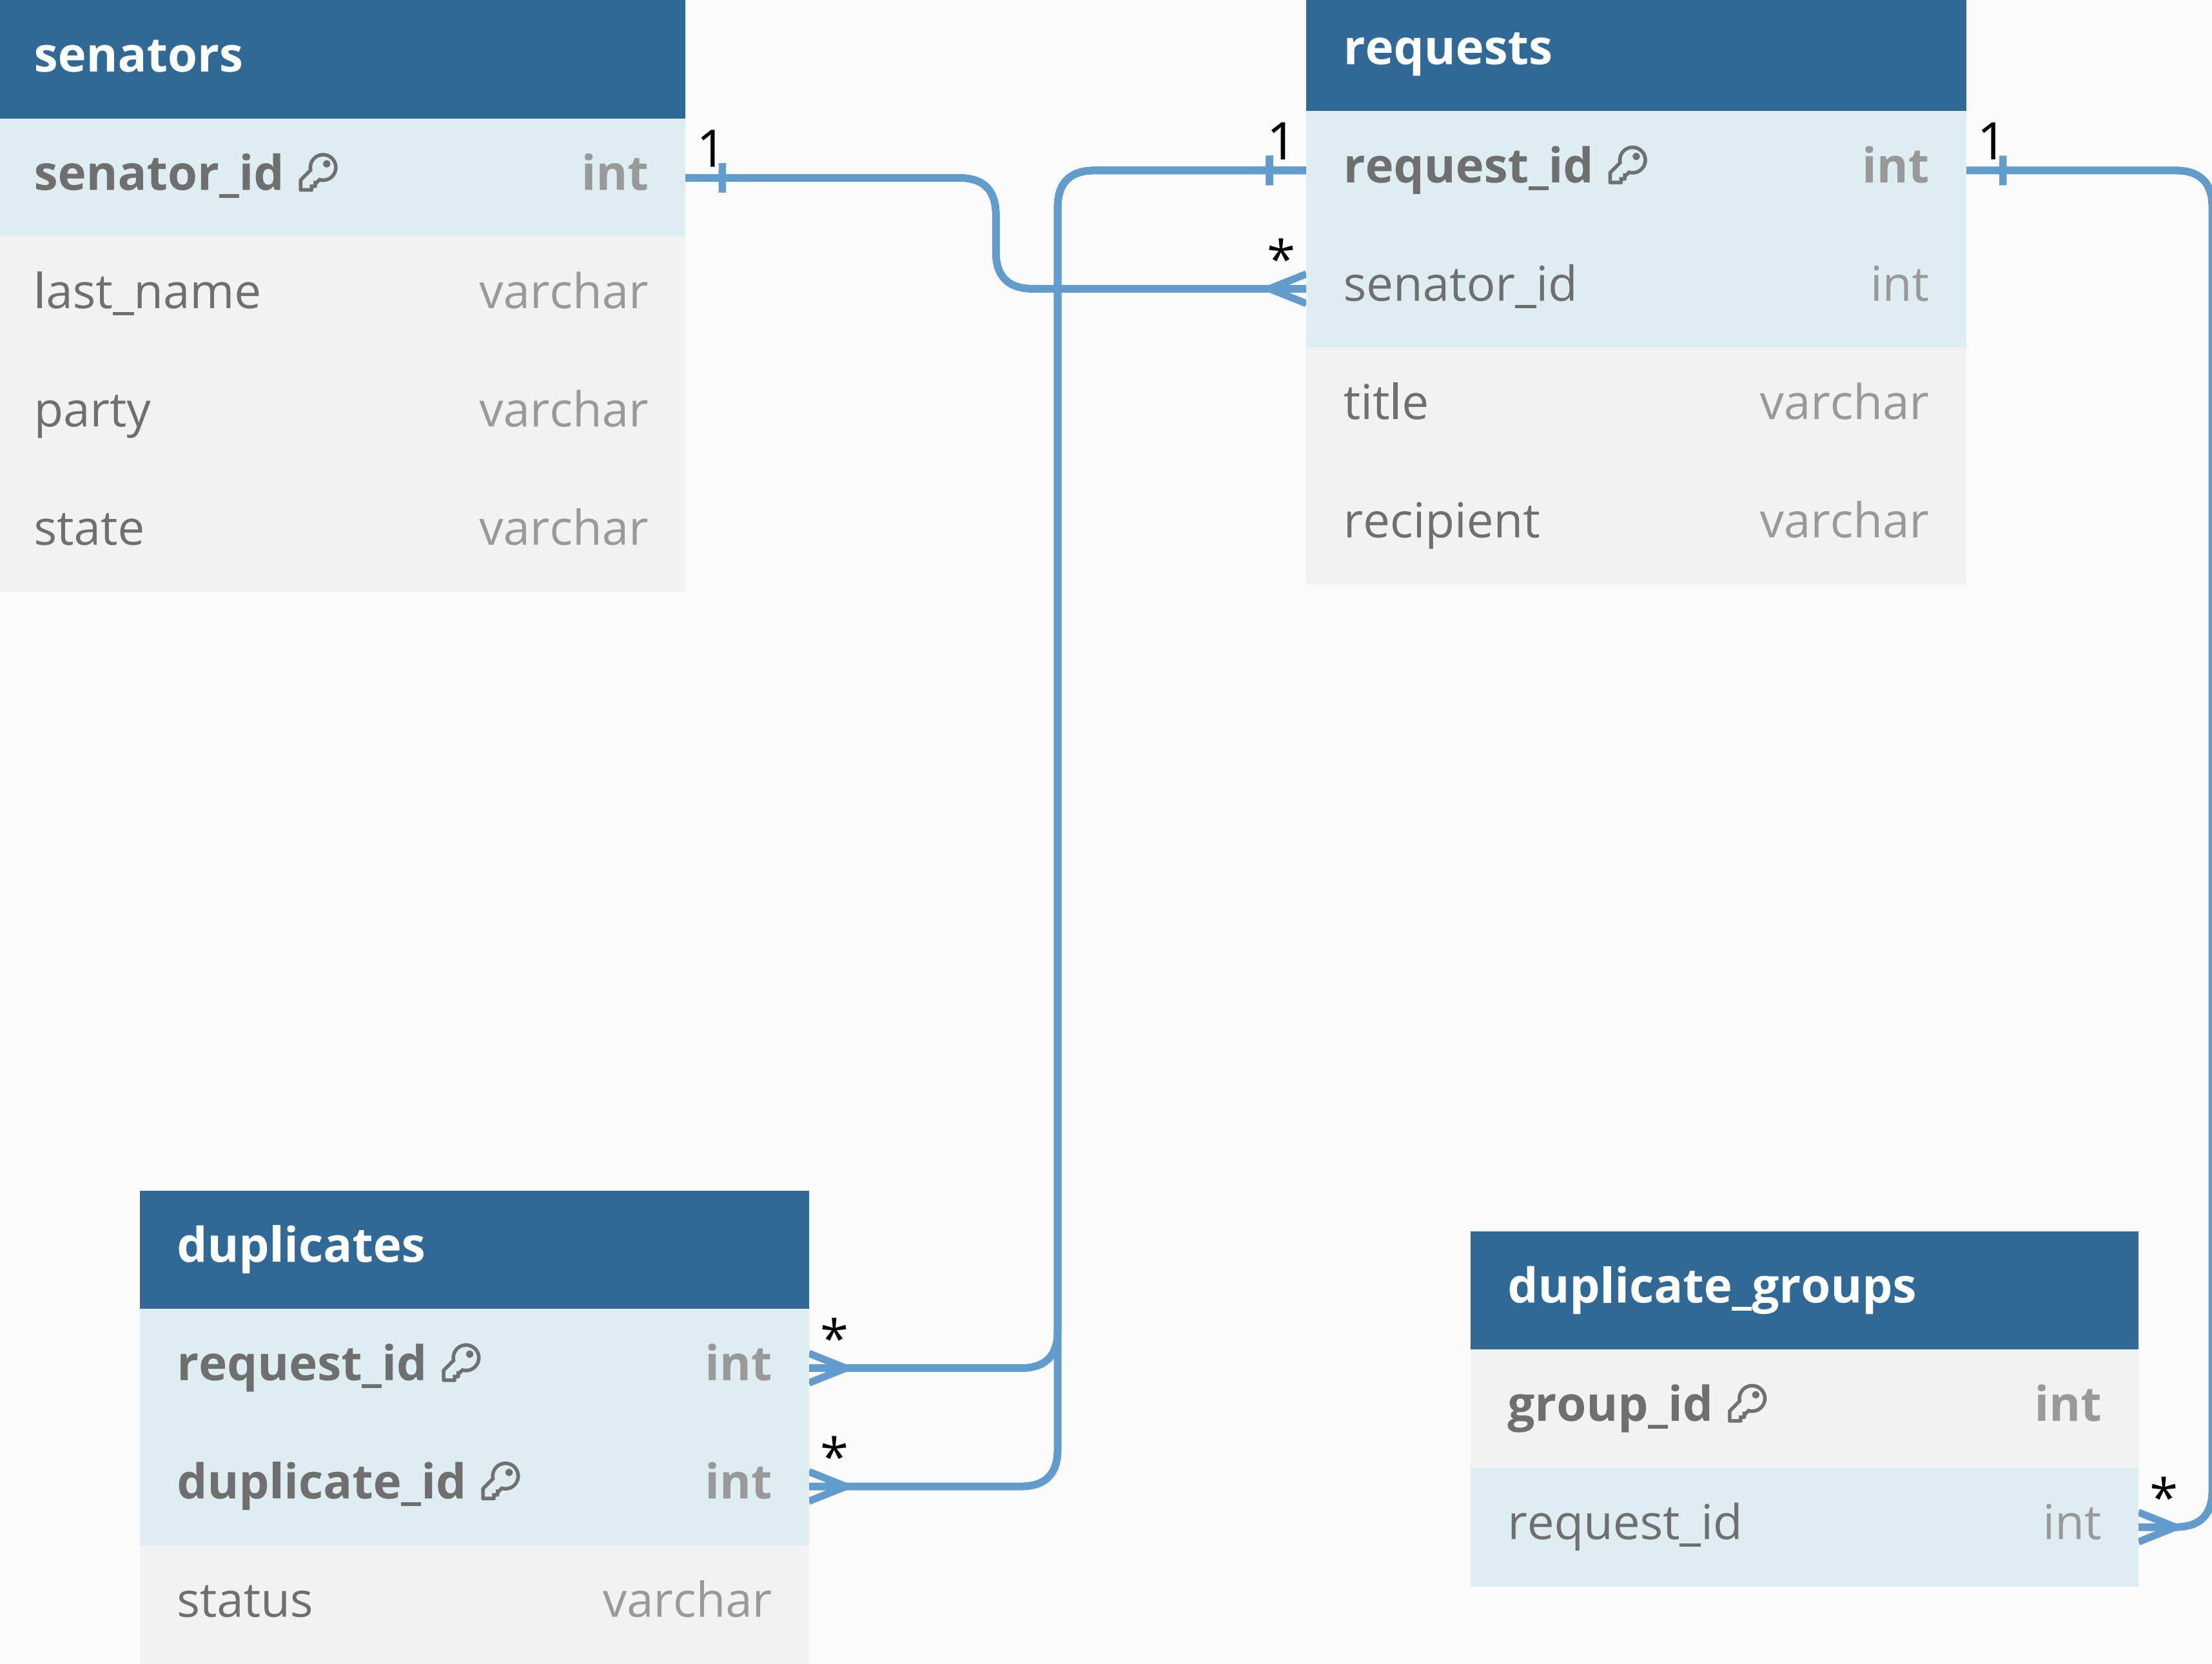 senators
senator_id int
last_name varchar
party varchar
state varchar
1
1
*
requests
request_id int
senator_id int
title varchar
recipient varchar
1
duplicates
request_id int
duplicate_id int
status varchar
*
*
duplicate_groups
group_id int
request_id int
*